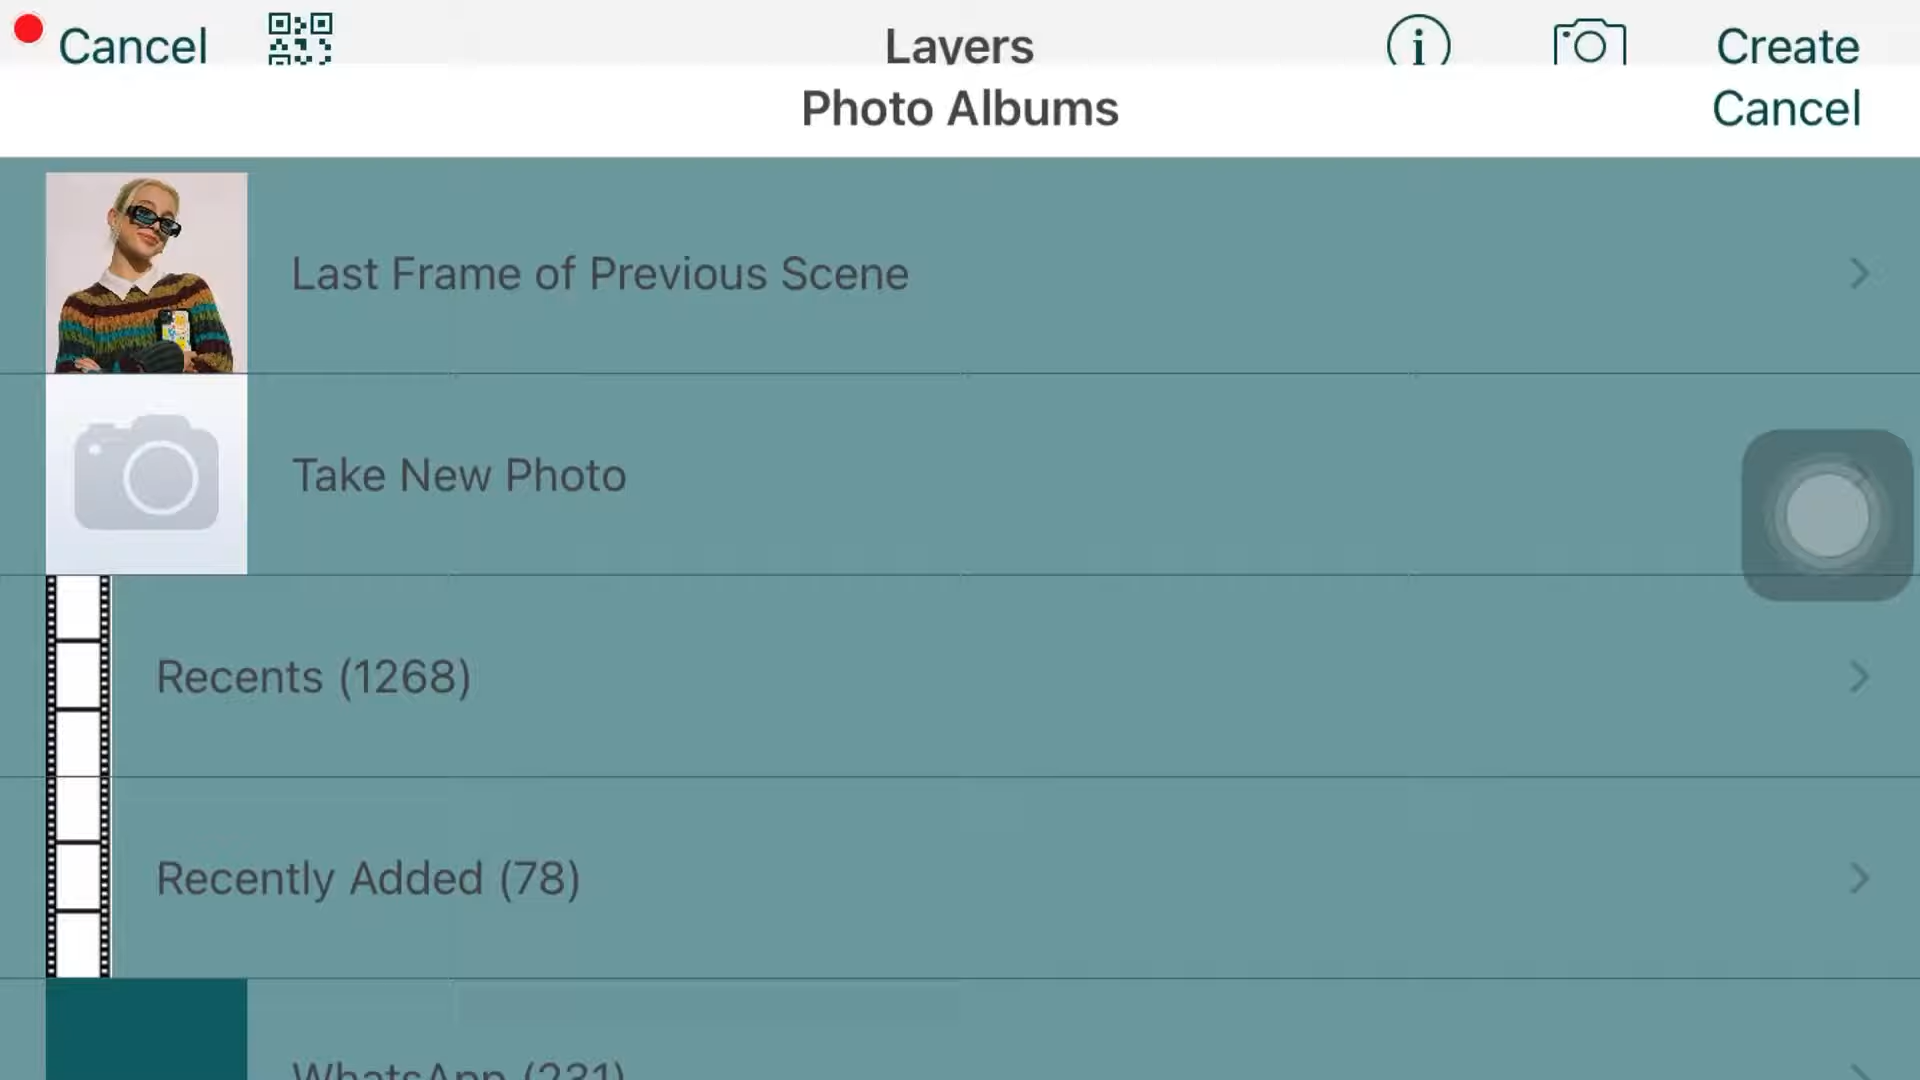 Cancel Layers Create
Photo Albums Cancel
Last Frame of Previous Scene
Take New Photo
Recents (1268)
Recently Added (78)
WhatsApp (231)